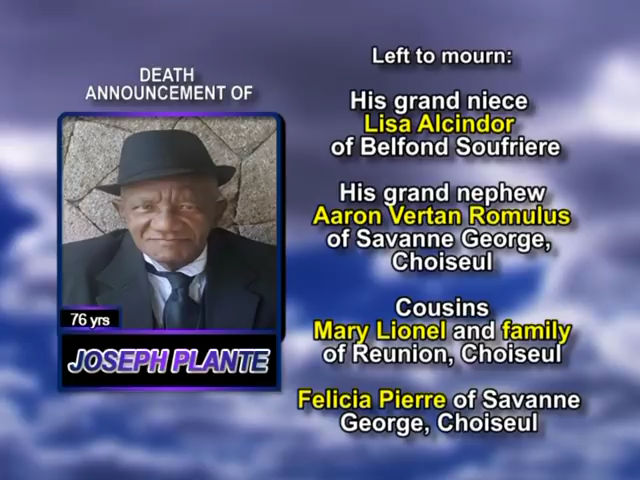 DEATH
ANNOUNCEMENT OF
76 yrs
JOSEPH PLANTE
Left to mourn:
His grand niece
Lisa Alcindor
of Belfond Soufriere
His grand nephew
Aaron Vertan Romulus
of Savanne George,
Choiseul
Cousins
Mary Lionel and family
of Reunion, Choiseul
Felicia Pierre of Savanne
George, Choiseul